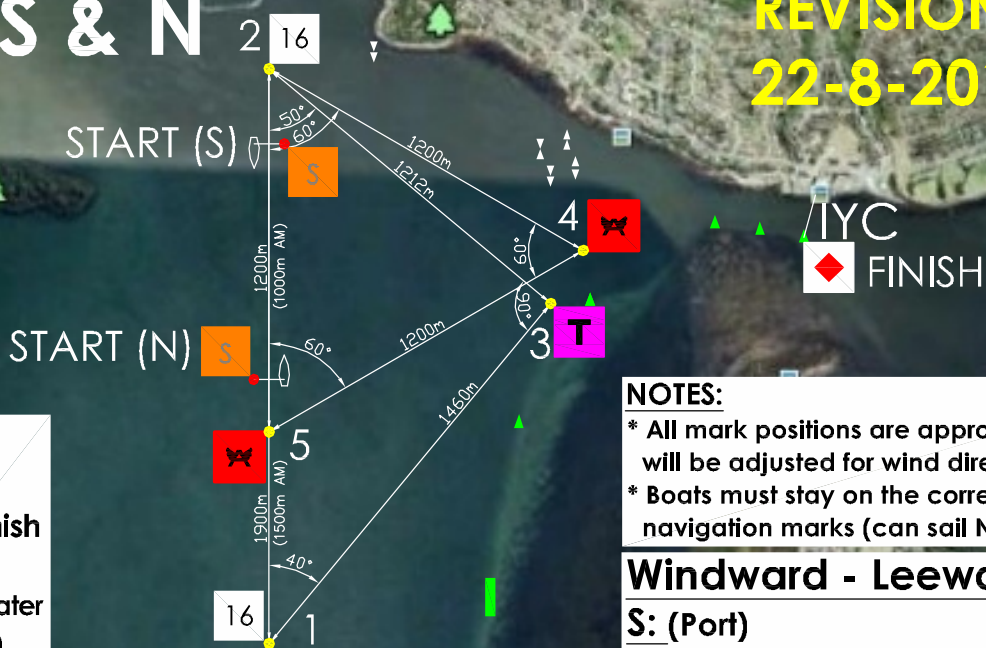 S & N
REVISION
22-8-20
2
16
50°
60°
START (S)
S
1200m
1212m
4
60°
1200m
(1000m AM)
IYC
FINISH
90°
3
T
START (N)
S
60°
1200m
1460m
5
1900m
(1500m AM)
40°
16
1
nish
ater
NOTES:
* All mark positions are appro
will be adjusted for wind dire
* Boats must stay on the corre
navigation marks (can sail N
Windward - Leewa
S: (Port)